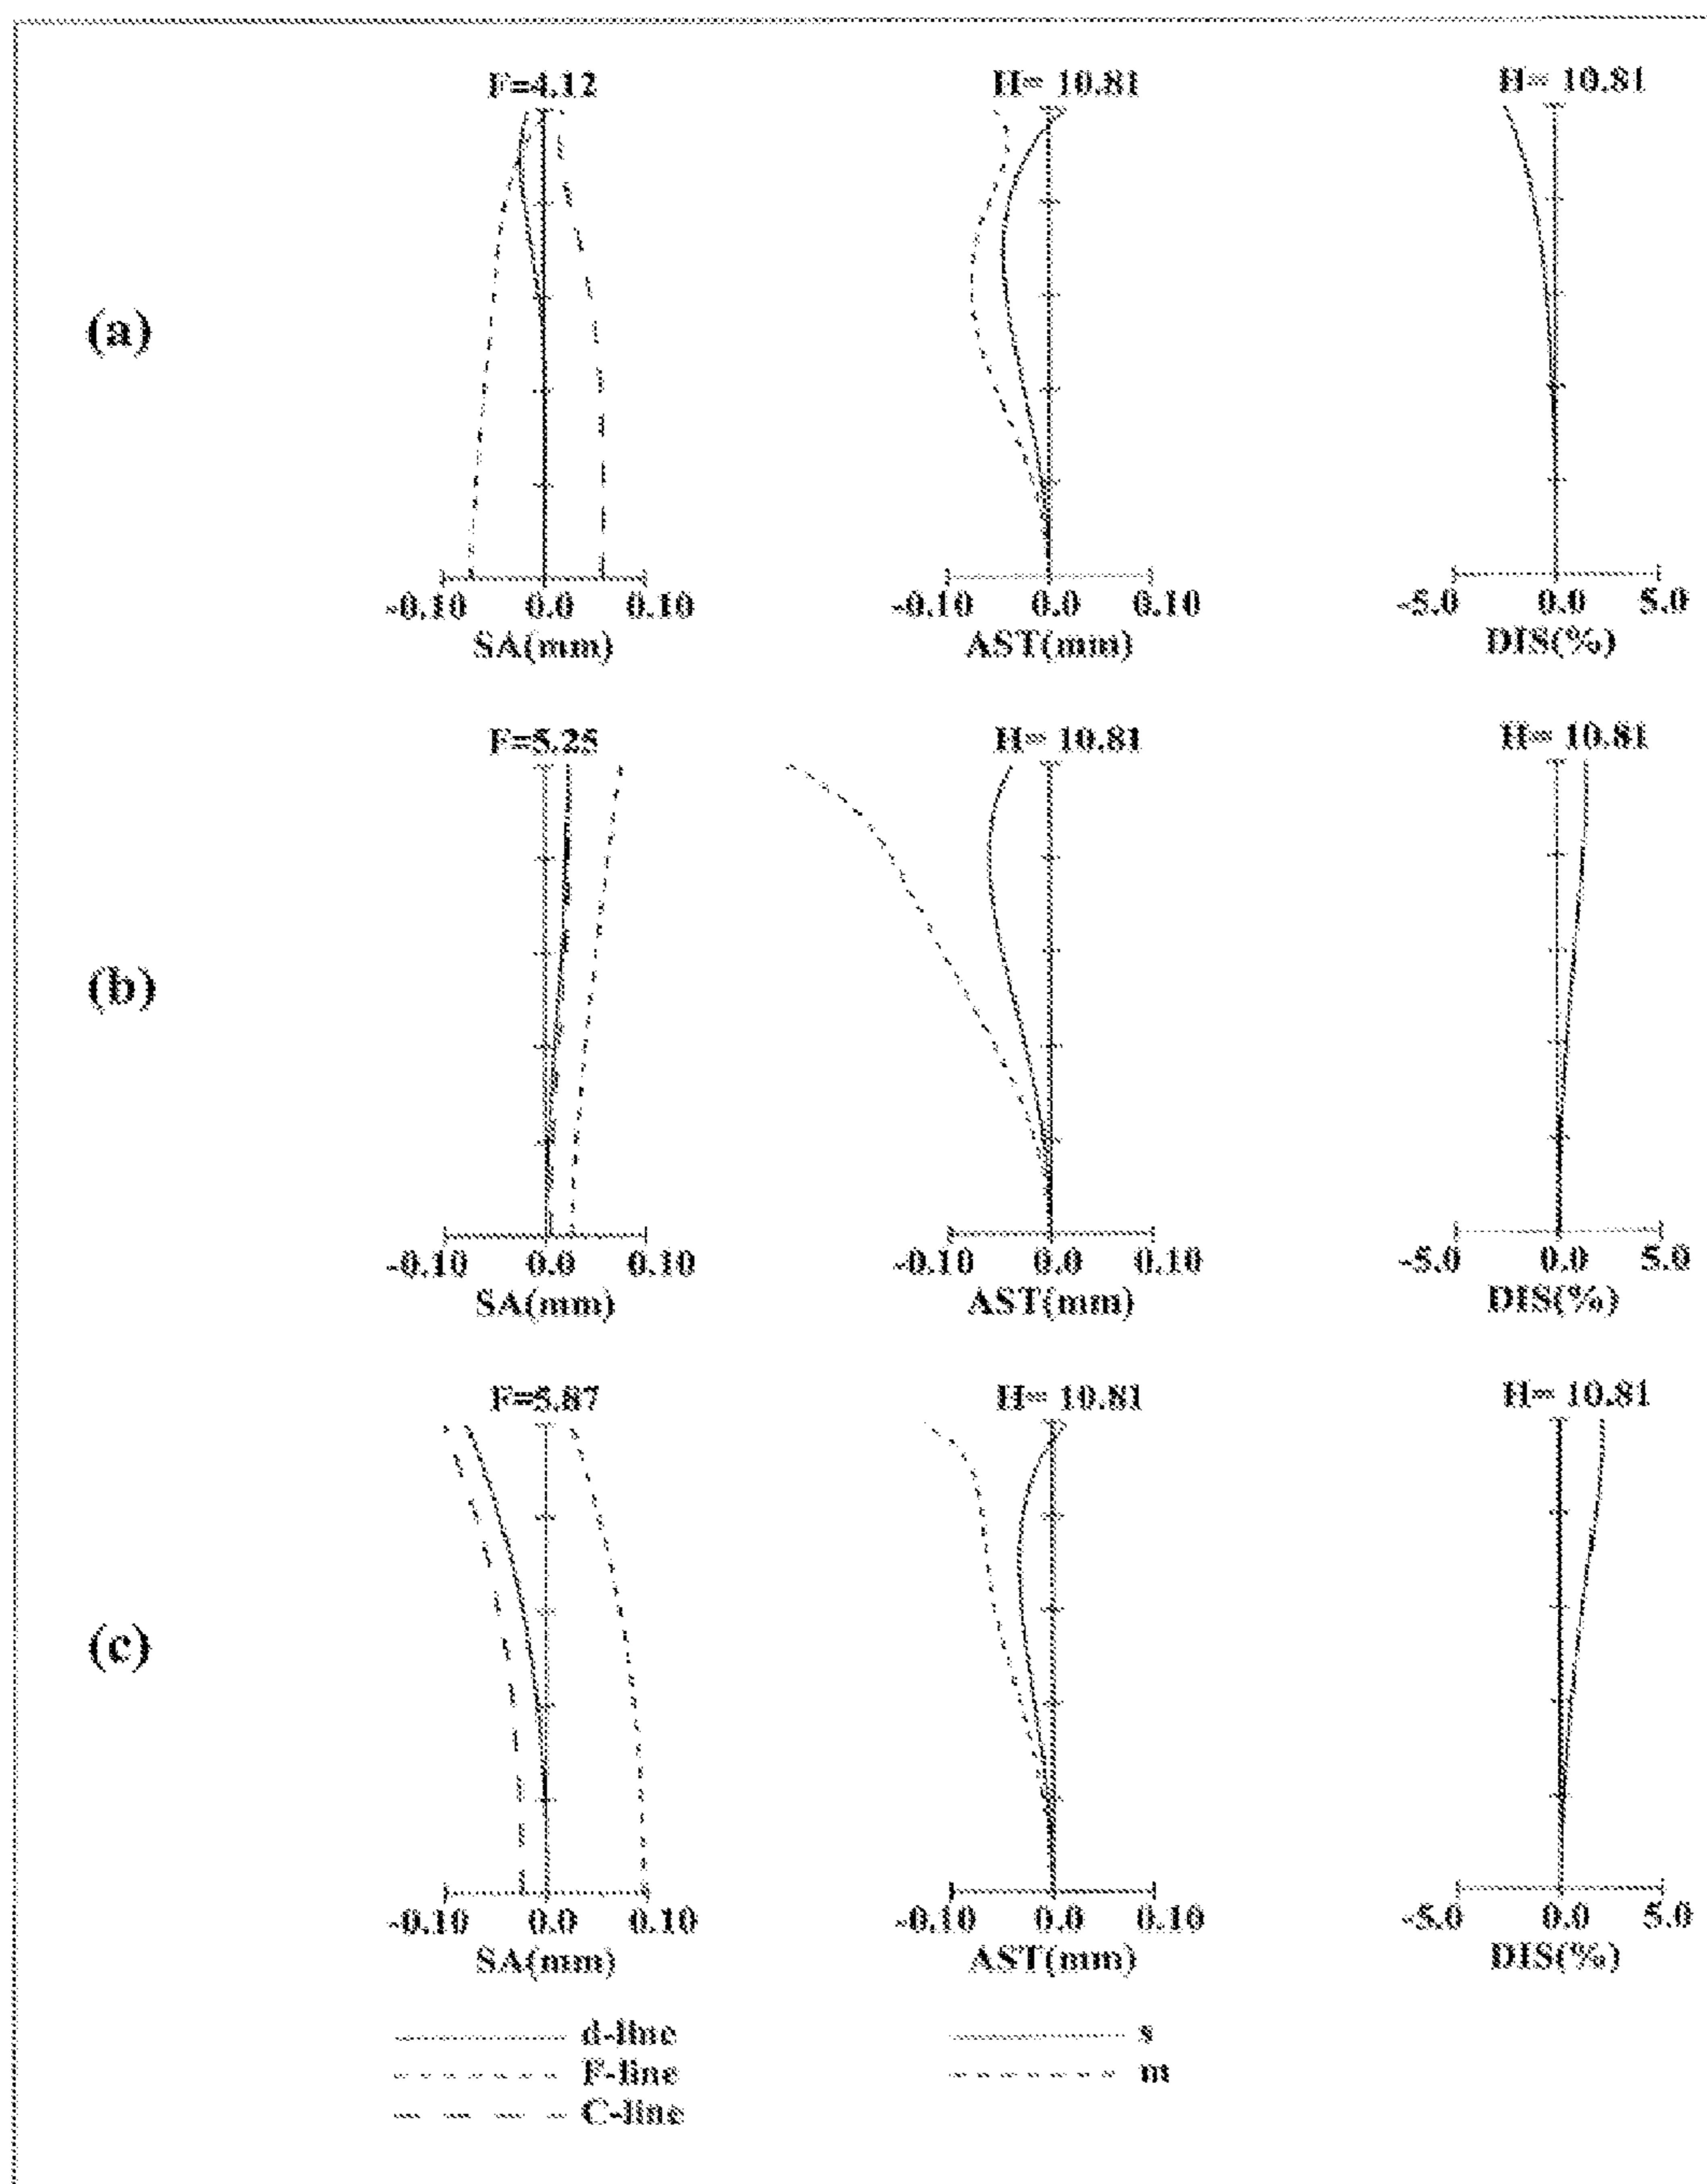 F=4.12 H= 10.81 H= 10.81
(a)
-0.10 0.0 0.10 -0.10 0.0 0.10 -5.0 0.0 5.0
SA(mm) AST(mm) DIS(%)
F=5.25 H= 10.81 H= 10.81
(b)
-0.10 0.0 0.10 -0.10 0.0 0.10 -5.0 0.0 5.0
SA(mm) AST(mm) DIS(%)
F=5.87 H= 10.81 H= 10.81
(c)
-0.10 0.0 0.10 -0.10 0.0 0.10 -5.0 0.0 5.0
SA(mm) AST(mm) DIS(%)
d-line s
F-line m
C-line